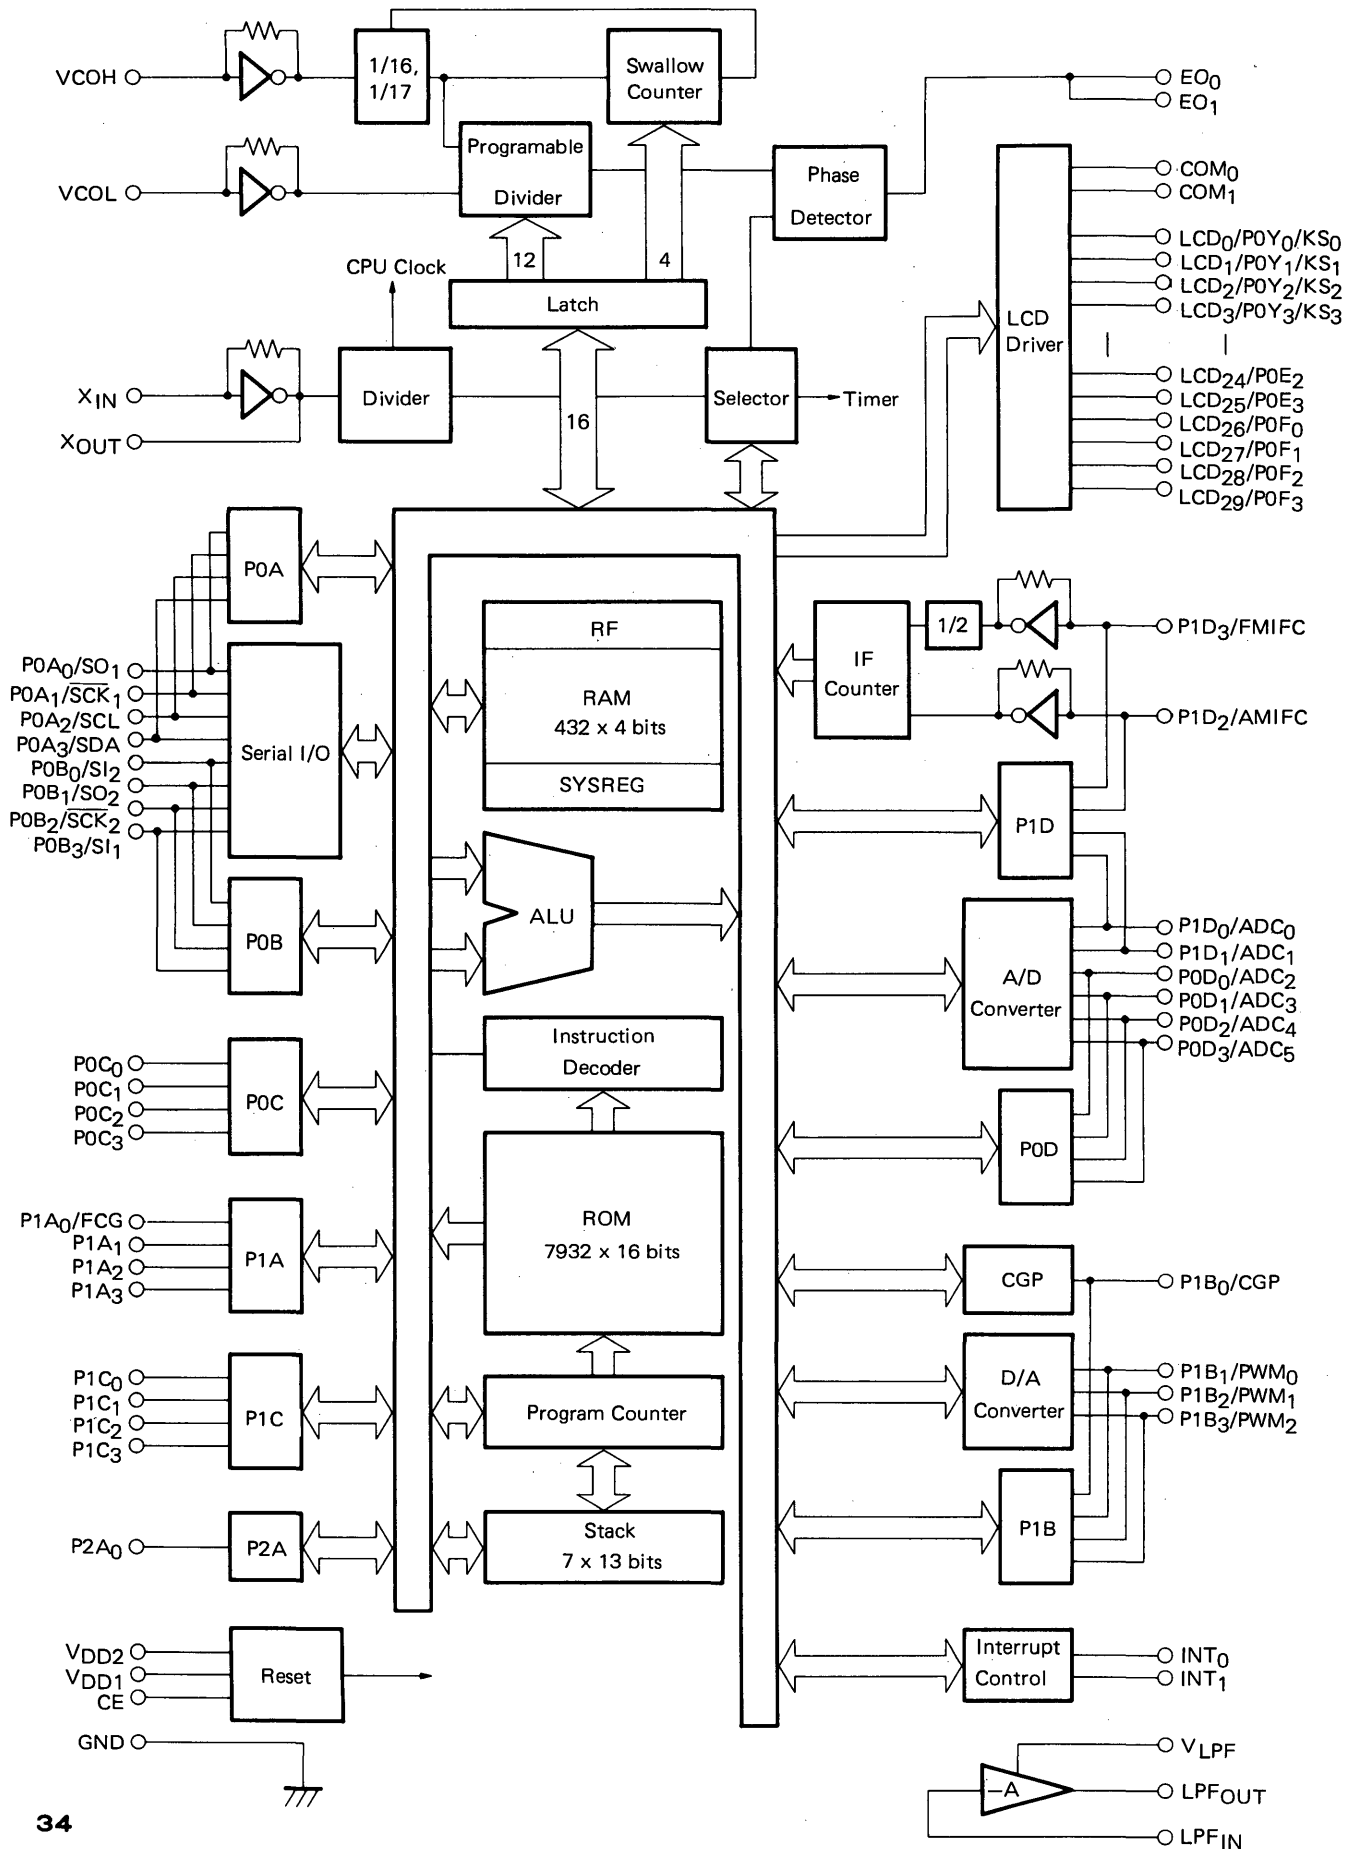 VCOH
1/16,
1/17
Swallow
Counter
EO0
EO1
VCOL
Programable
Divider
Phase
Detector
COM0
COM1
LCD0/P0Y0/KS0
LCD1/P0Y1/KS1
LCD2/P0Y2/KS2
LCD3/P0Y3/KS3
12
4
CPU Clock
Latch
LCD
Driver
XIN
XOUT
Divider
16
Selector
Timer
LCD24/P0E2
LCD25/P0E3
LCD26/P0F0
LCD27/P0F1
LCD28/P0F2
LCD29/P0F3
P0A
P0A0/SO1
P0A1/SCK1
P0A2/SCL
P0A3/SDA
P0B0/SI2
P0B1/SO2
P0B2/SCK2
P0B3/SI1
Serial I/O
P0B
RF
RAM
432 x 4 bits
SYSREG
IF
Counter
1/2
P1D3/FMIFC
P1D2/AMIFC
P1D
ALU
A/D
Converter
P1D0/ADC0
P1D1/ADC1
P0D0/ADC2
P0D1/ADC3
P0D2/ADC4
P0D3/ADC5
P0C0
P0C1
P0C2
P0C3
P0C
Instruction
Decoder
P0D
P1A0/FCG
P1A1
P1A2
P1A3
P1A
ROM
7932 x 16 bits
CGP
P1B0/CGP
P1C0
P1C1
P1C2
P1C3
P1C
Program Counter
D/A
Converter
P1B1/PWM0
P1B2/PWM1
P1B3/PWM2
P2A0
P2A
Stack
7 x 13 bits
P1B
VDD2
VDD1
CE
Reset
Interrupt
Control
INT0
INT1
GND
VLPF
–A
LPFOUT
LPFIN
34